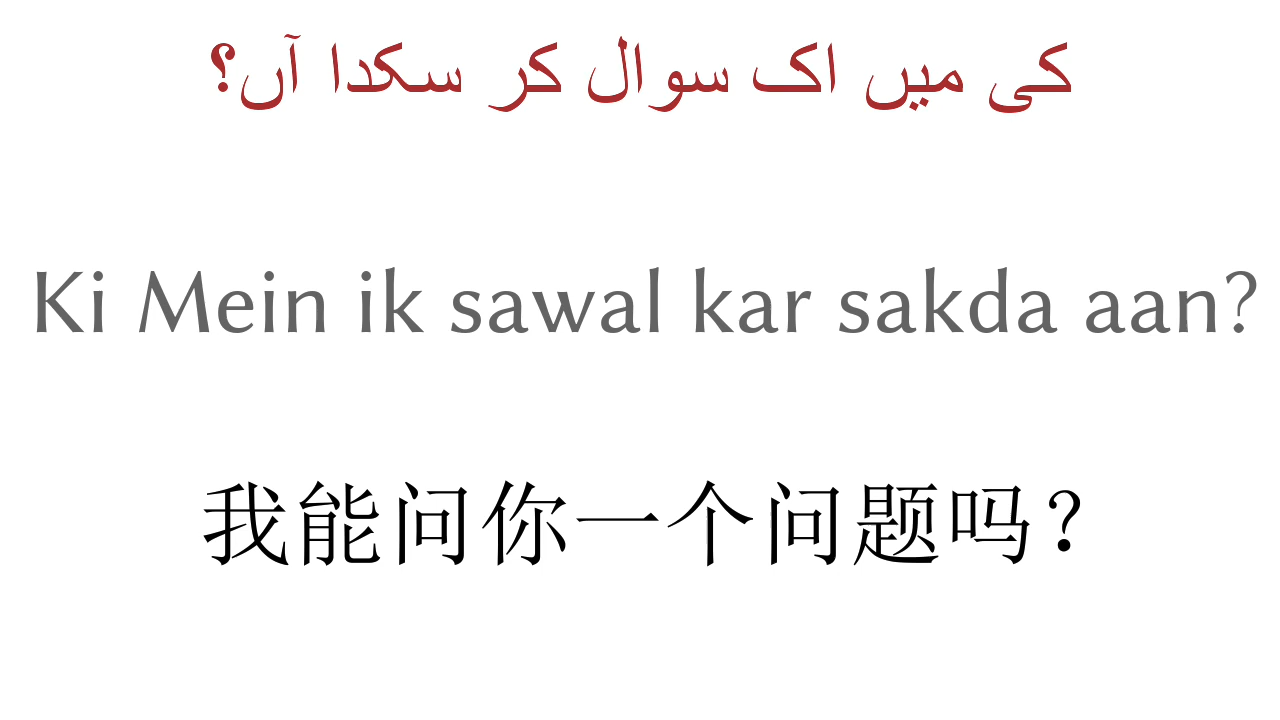 کی میں اک سوال کر سکدا آں؟
Ki Mein ik sawal kar sakda aan?
我能问你一个问题吗？